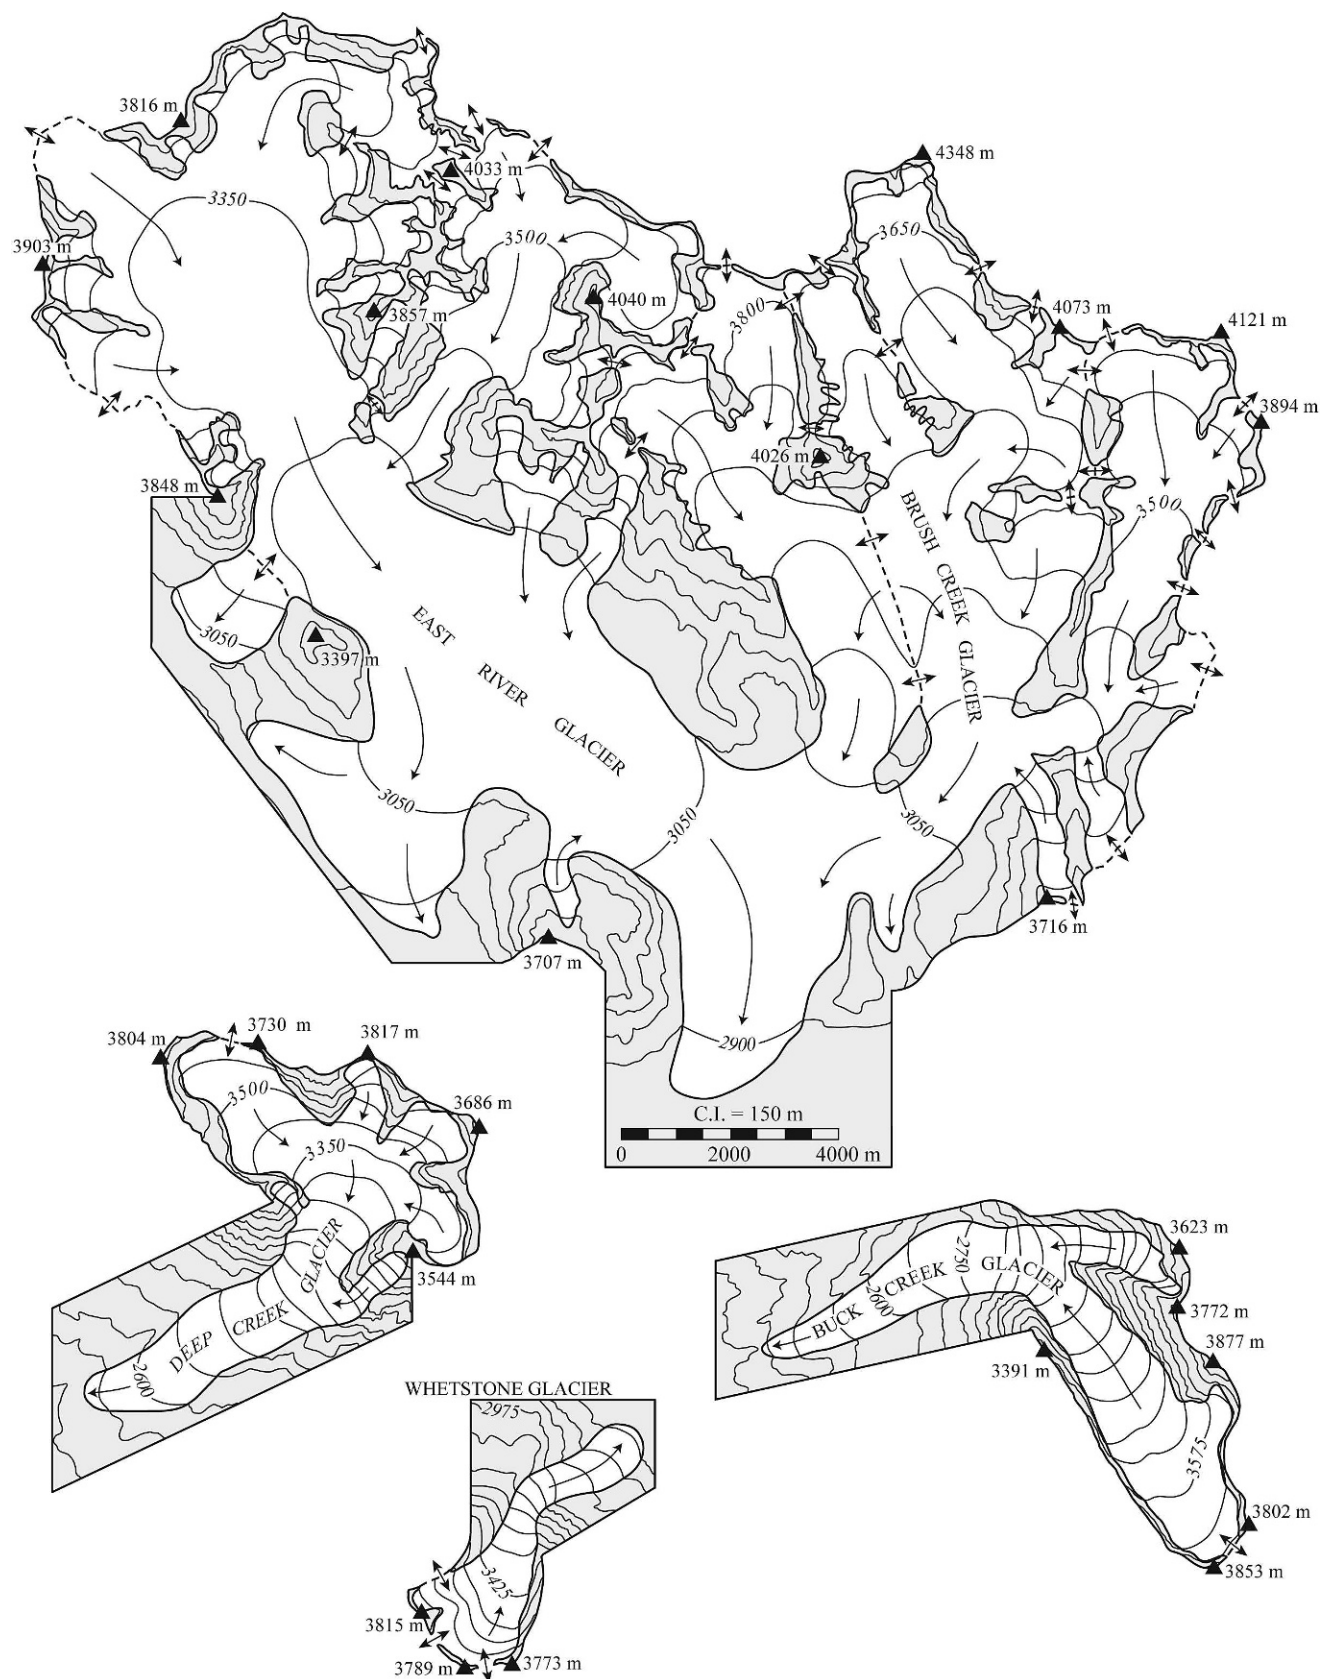 3816 m
4033 m
4348 m
3350
3650
3903 m
3500
3857 m
4040 m
3800
4073 m
4121 m
3894 m
4026 m
3848 m
3500
BRUSH CREEK GLACIER
3050
3397 m
EAST RIVER GLACIER
3050
3050
3050
3716 m
3707 m
2900
C.I. = 150 m
0 2000 4000 m
3804 m
3730 m
3817 m
3500
3686 m
3350
3544 m
DEEP CREEK GLACIER
2600
3623 m
2750
BUCK CREEK GLACIER
2600
3772 m
3877 m
3391 m
3575
3802 m
3853 m
WHETSTONE GLACIER
2975
3425
3815 m
3789 m
3773 m